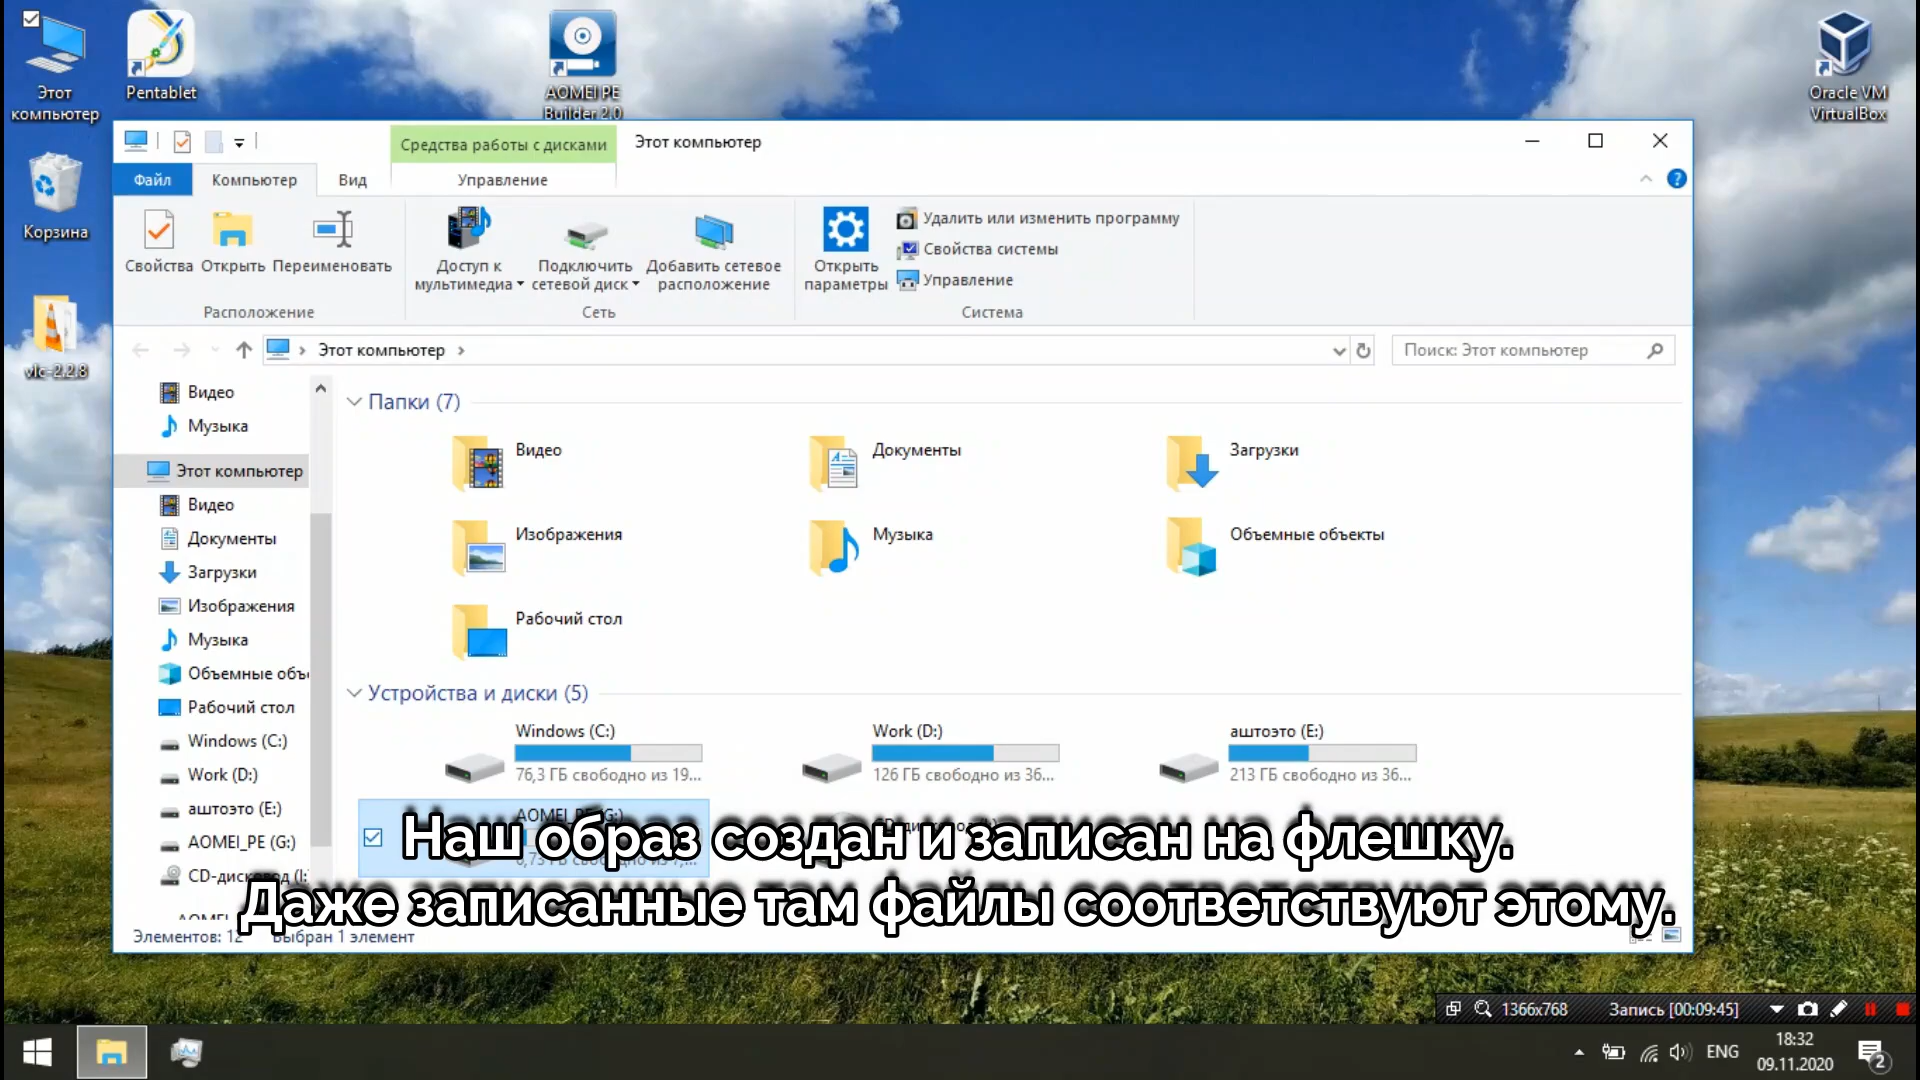 Этот
компьютер
Pentablet
AOMEI PE
Builder 2.0
Oracle VM
VirtualBox
Корзина
vlc-2.2.8
Средства работы с дисками
Этот компьютер
Файл
Компьютер
Вид
Управление
Свойства
Открыть
Переименовать
Расположение
Доступ к
мультимедиа
Подключить
сетевой диск
Добавить сетевое
расположение
Сеть
Открыть
параметры
Удалить или изменить программу
Свойства системы
Управление
Система
Этот компьютер
Поиск: Этот компьютер
Видео
Музыка
Этот компьютер
Видео
Документы
Загрузки
Изображения
Музыка
Объемные объ
Рабочий стол
Windows (C:)
Work (D:)
аштоэто (E:)
AOMEI_PE (G:)
CD-дисковод (I:
Папки (7)
Видео
Документы
Загрузки
Изображения
Музыка
Объемные объекты
Рабочий стол
Устройства и диски (5)
Windows (C:)
76,3 ГБ свободно из 19...
Work (D:)
126 ГБ свободно из 36...
аштоэто (E:)
213 ГБ свободно из 36...
AOMEI_PE (G:)
Наш образ создан и записан на флешку.
Даже записанные там файлы соответствуют этому.
Элементов: 12
Выбран 1 элемент
1366x768
Запись [00:09:45]
ENG
18:32
09.11.2020
2